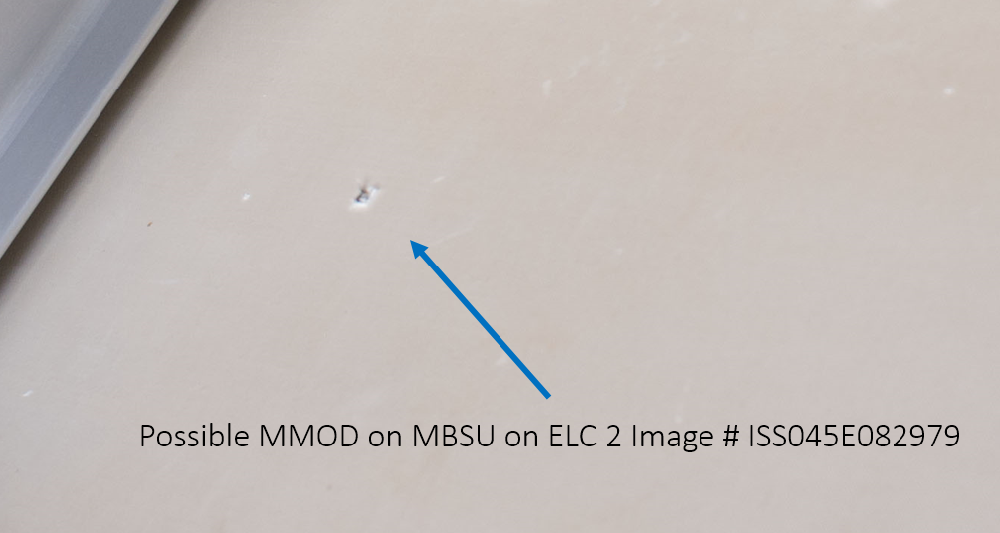 Possible MMOD on MBSU on ELC 2 Image # ISS045E082979